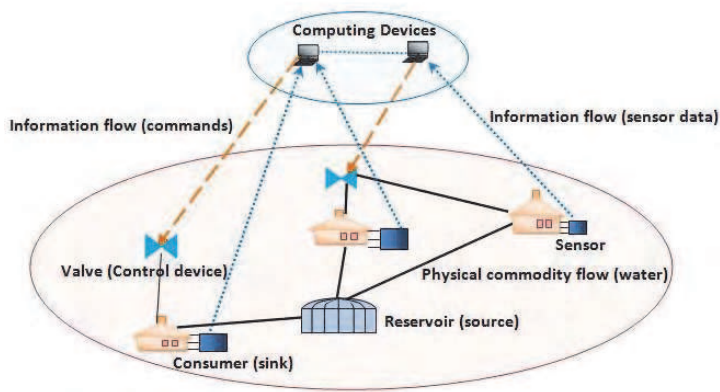 Computing Devices
Information flow (commands)
Information flow (sensor data)
Sensor
Valve (Control device)
Physical commodity flow (water)
Reservoir (source)
Consumer (sink)